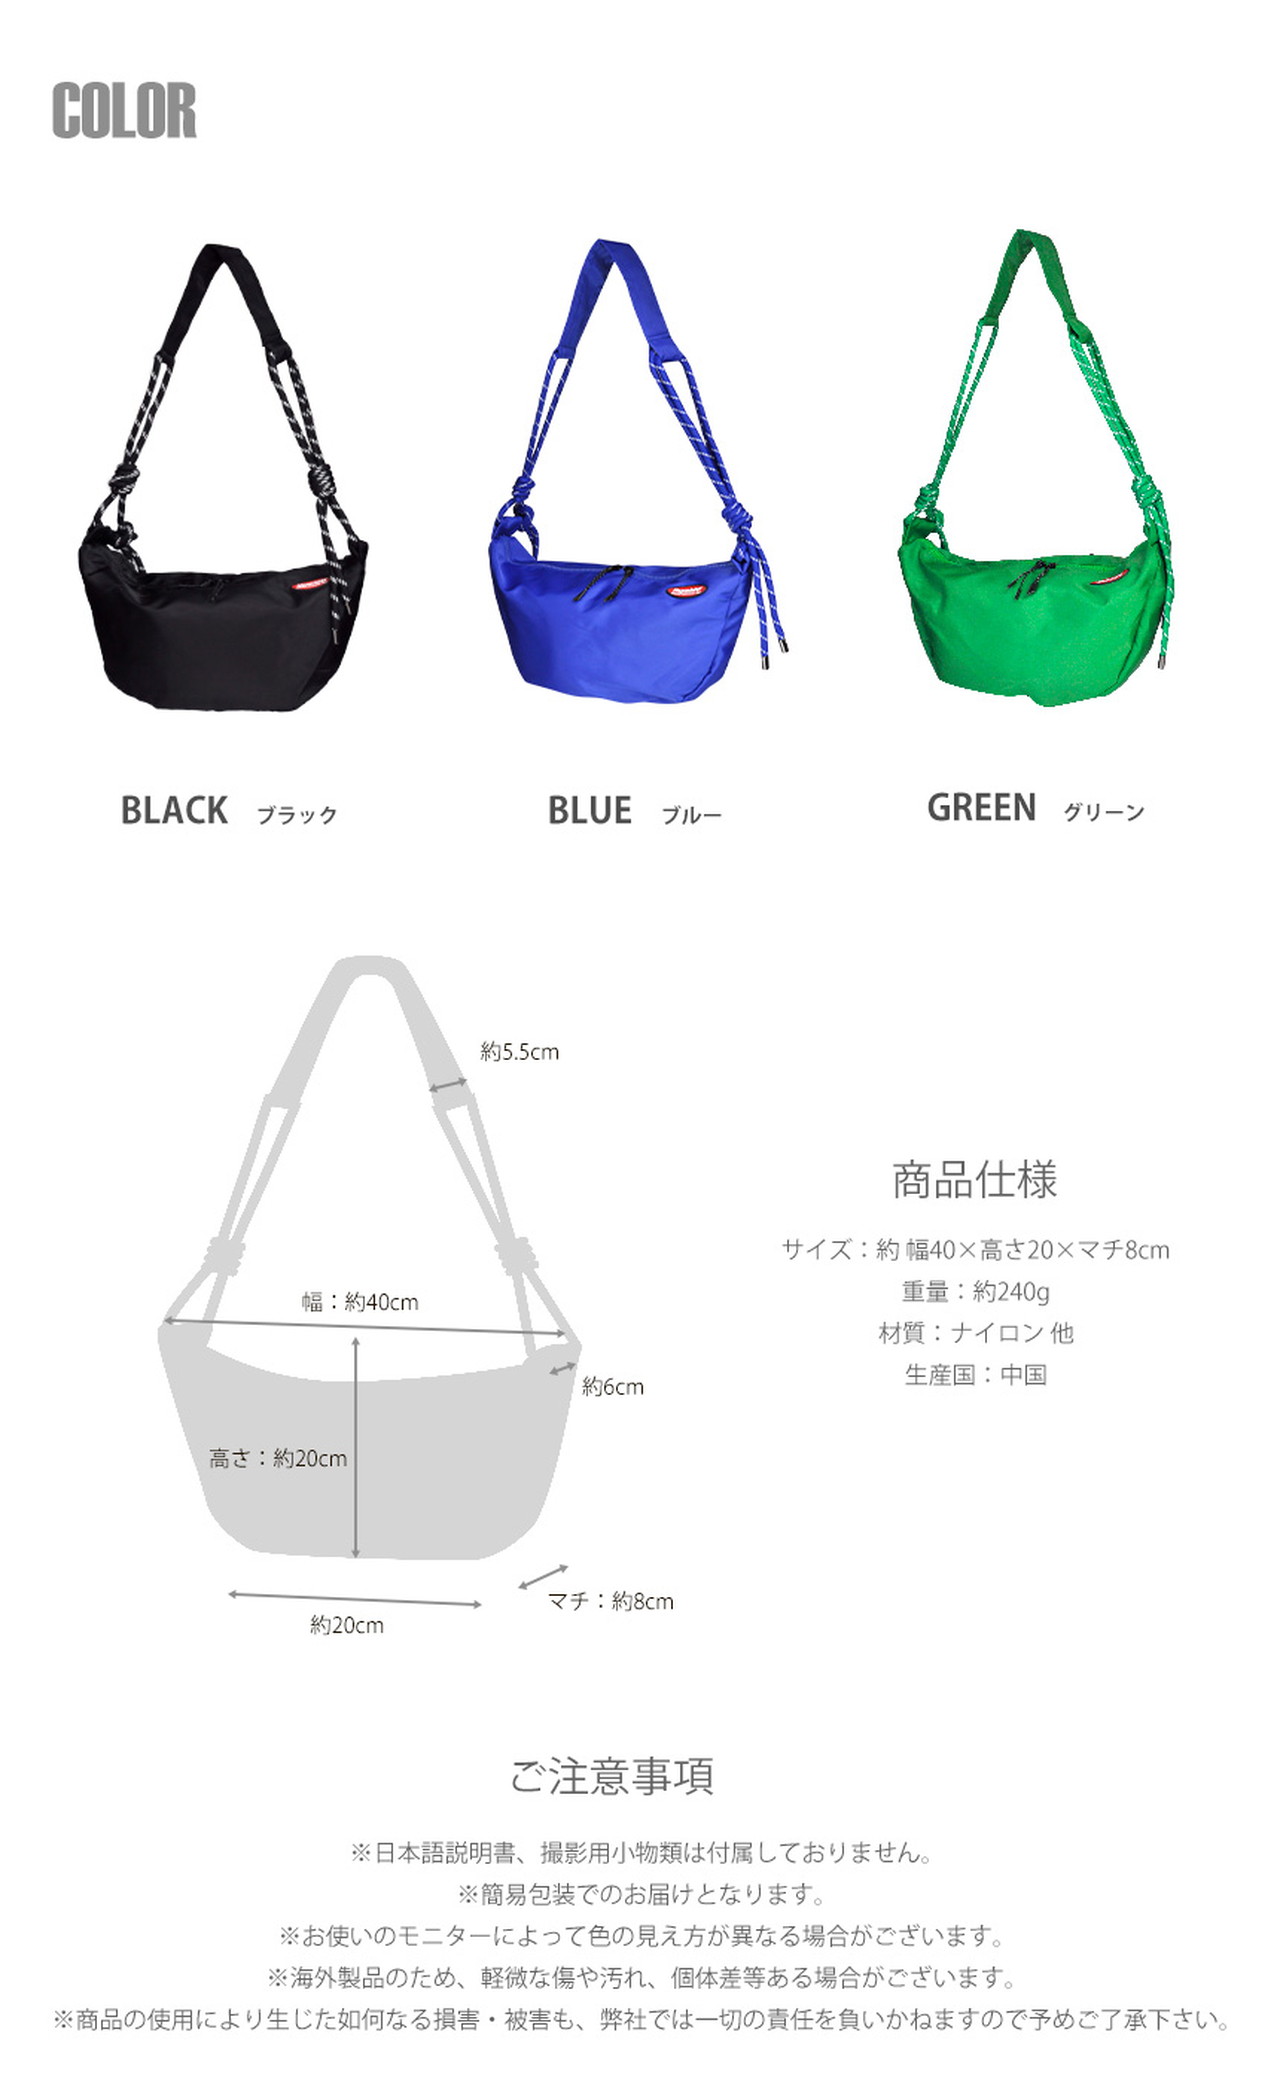 COLOR
BLACK ブラック
BLUE ブルー
GREEN グリーン
約5.5cm
幅：約40cm
約6cm
高さ：約20cm
マチ：約8cm
約20cm
商品仕様
サイズ：約 幅40×高さ20×マチ8cm
重量：約240g
材質：ナイロン 他
生産国：中国
ご注意事項
※日本語説明書、撮影用小物類は付属しておりません。
※簡易包装でのお届けとなります。
※お使いのモニターによって色の見え方が異なる場合がございます。
※海外製品のため、軽微な傷や汚れ、個体差等ある場合がございます。
※商品の使用により生じた如何なる損害・被害も、弊社では一切の責任を負いかねますので予めご了承下さい。